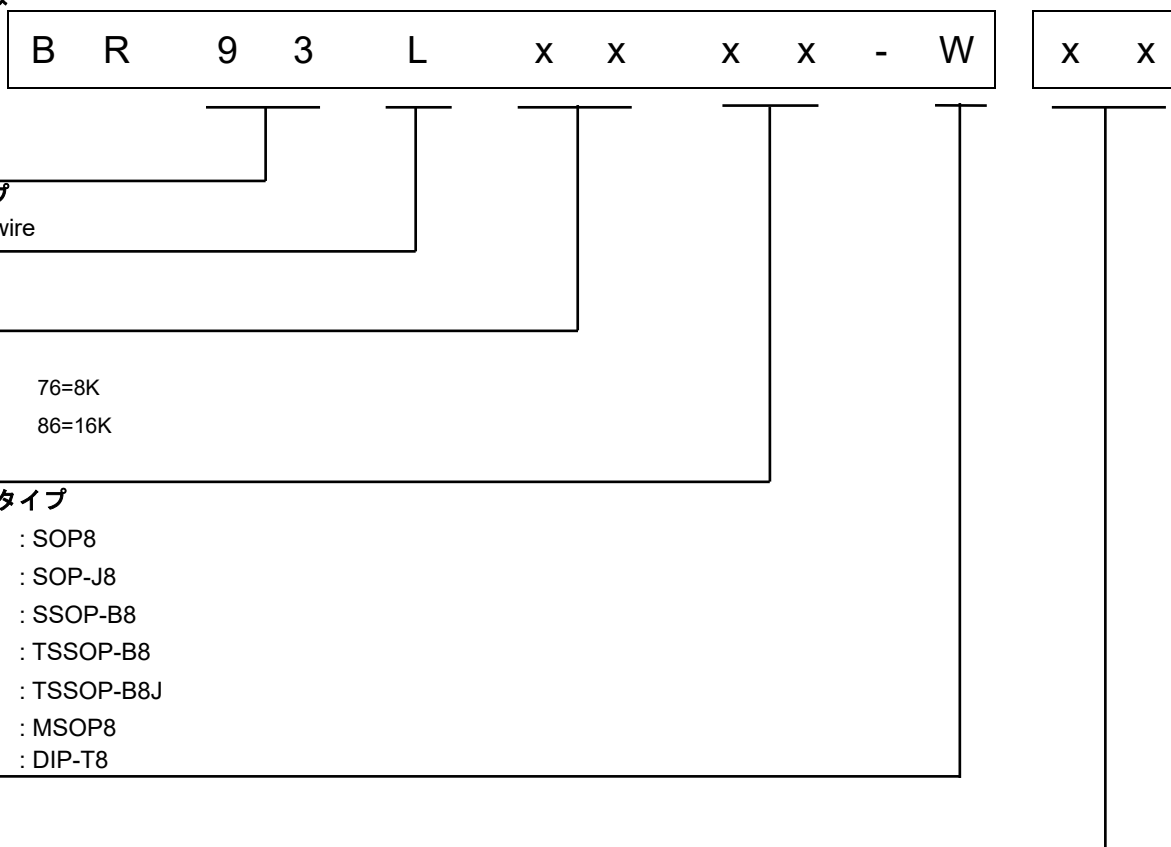 B R 9 3 L x x x x - W x x
プ
wire
76=8K
86=16K
タイプ
: SOP8
: SOP-J8
: SSOP-B8
: TSSOP-B8
: TSSOP-B8J
: MSOP8
: DIP-T8